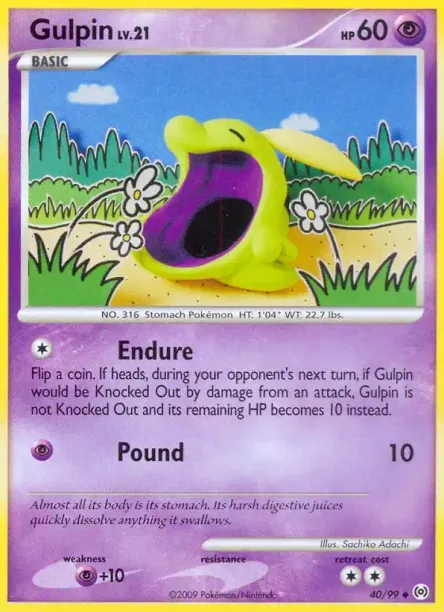 Gulpin LV.21 HP 60
BASIC
NO. 316 Stomach Pokémon HT: 1'04" WT: 22.7 lbs.
Endure
Flip a coin. If heads, during your opponent's next turn, if Gulpin
would be Knocked Out by damage from an attack, Gulpin is
not Knocked Out and its remaining HP becomes 10 instead.
Pound 10
Almost all its body is its stomach. Its harsh digestive juices
quickly dissolve anything it swallows.
Illus. Sachiko Adachi
weakness resistance retreat cost
+10
©2009 Pokémon/Nintendo 40/99